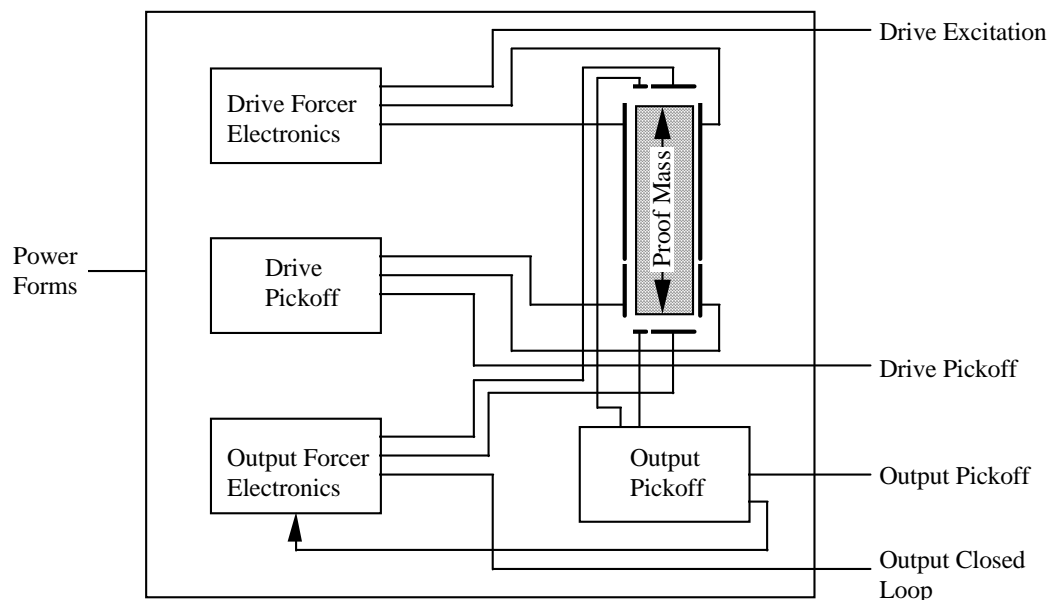 Drive Excitation
Drive Forcer
Electronics
Proof Mass
Power
Forms
Drive
Pickoff
Drive Pickoff
Output Forcer
Electronics
Output
Pickoff
Output Pickoff
Output Closed
Loop